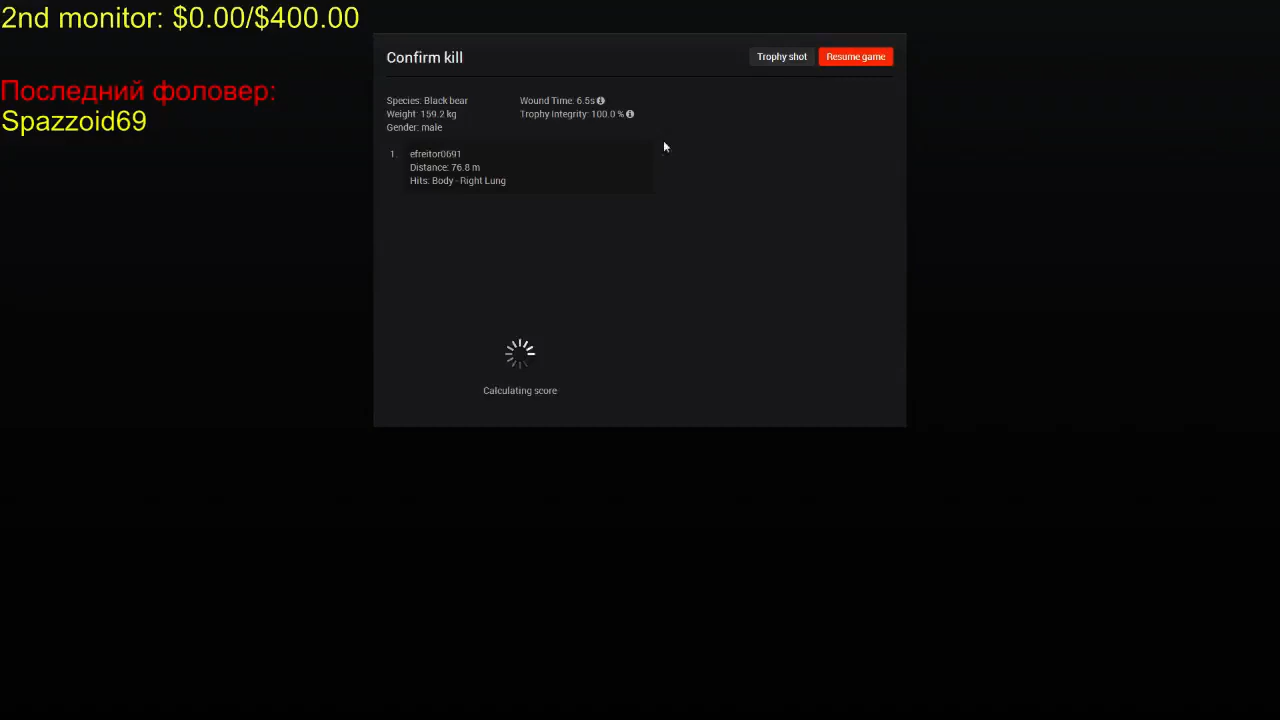 2nd monitor: $0.00/$400.00
Последний фоловер:
Spazzoid69
Confirm kill
Trophy shot
Resume game
Species: Black bear
Wound Time: 6.5s
Weight: 159.2 kg
Trophy Integrity: 100.0 %
Gender: male
1. efreitor0691
Distance: 76.8 m
Hits: Body - Right Lung
Calculating score